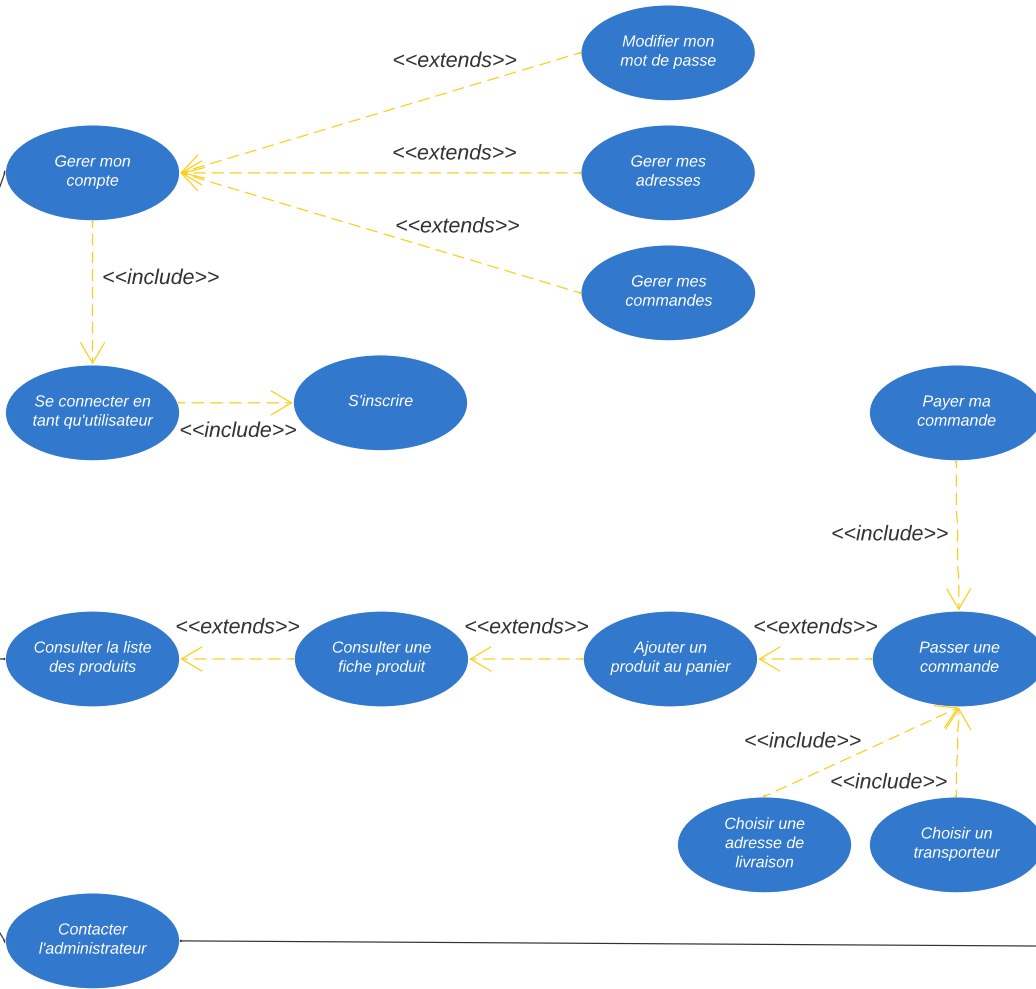 Modifier mon
mot de passe
<<extends>>
Gerer mon
compte
<<extends>>
Gerer mes
adresses
<<extends>>
Gerer mes
commandes
<<include>>
Se connecter en
tant qu'utilisateur
<<include>>
S'inscrire
Payer ma
commande
<<include>>
Consulter la liste
des produits
<<extends>>
Consulter une
fiche produit
<<extends>>
Ajouter un
produit au panier
<<extends>>
Passer une
commande
<<include>>
<<include>>
Choisir une
adresse de
livraison
Choisir un
transporteur
Contacter
l'administrateur